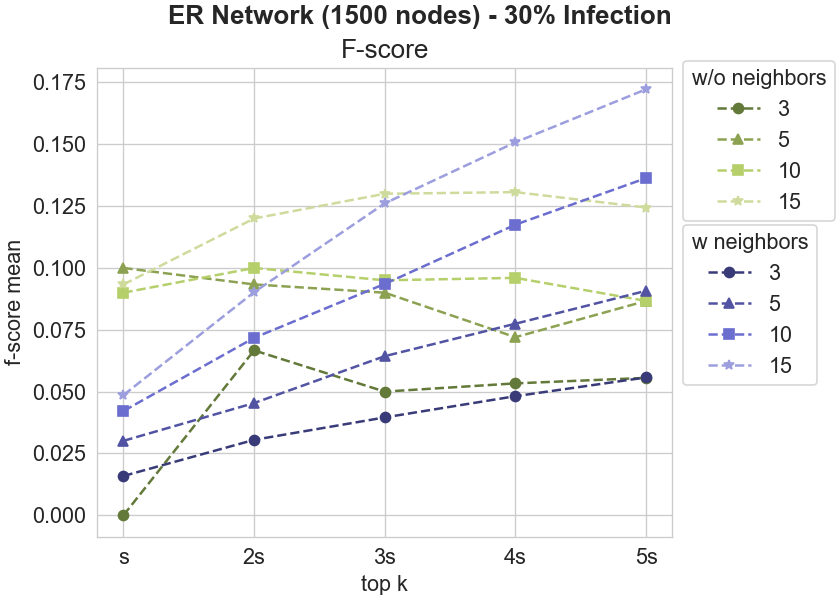 ER Network (1500 nodes) - 30% Infection
F-score
f-score mean
0.175
0.150
0.125
0.100
0.075
0.050
0.025
0.000
s
2s
3s
4s
5s
top k
w/o neighbors
3
5
10
15
w neighbors
3
5
10
15